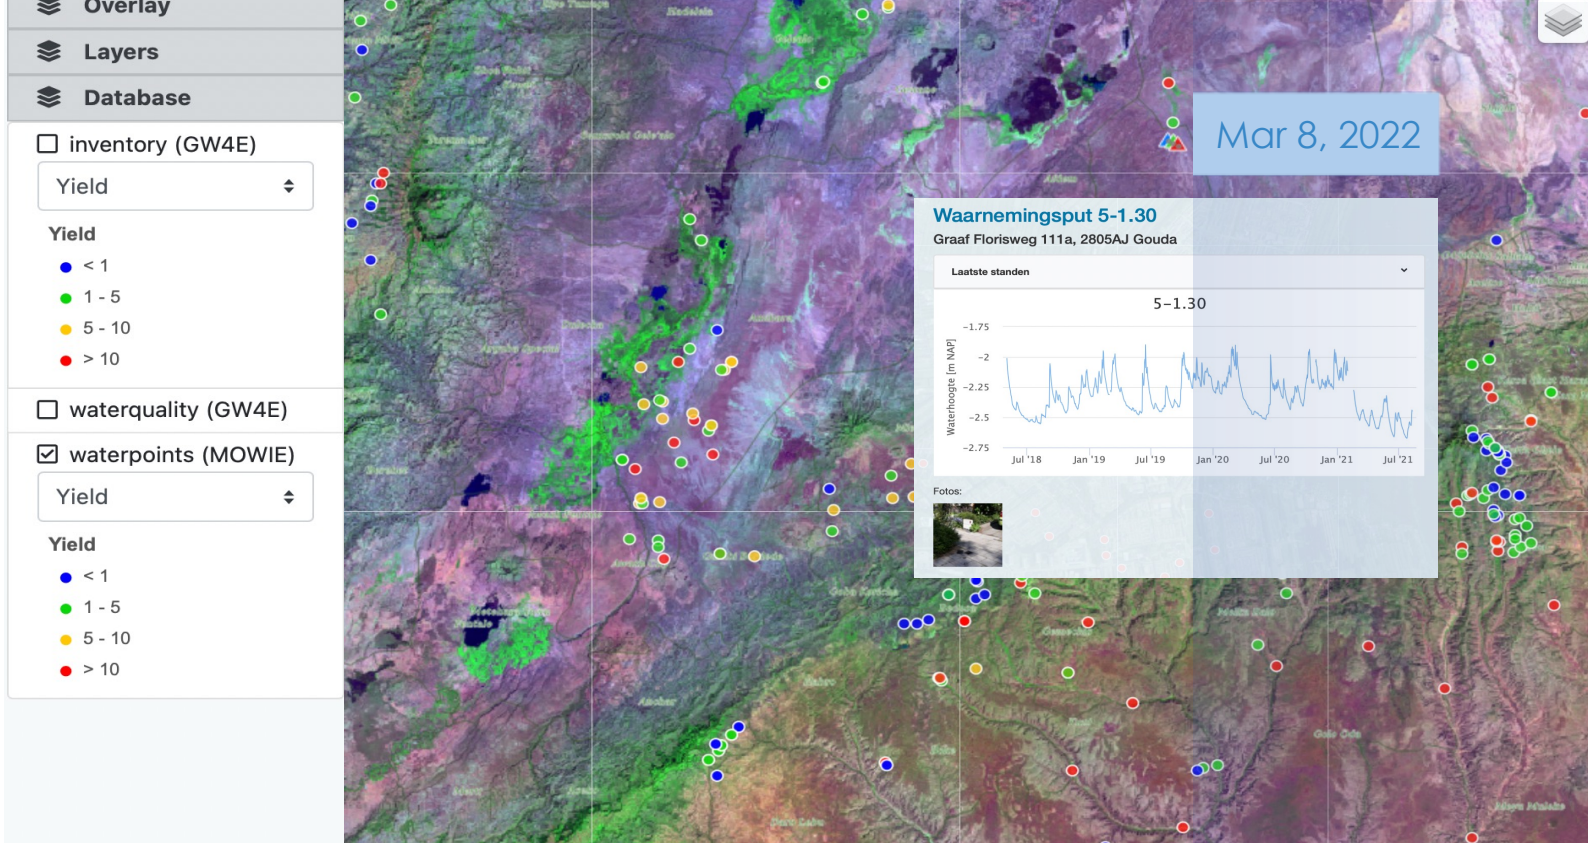 Overlay
Layers
Database
inventory (GW4E)
Yield
Yield
< 1
1 - 5
5 - 10
> 10
waterquality (GW4E)
waterpoints (MOWIE)
Yield
Yield
< 1
1 - 5
5 - 10
> 10
Mar 8, 2022
Waarnemingsput 5-1.30
Graaf Florisweg 111a, 2805AJ Gouda
Laatste standen
5-1.30
Waterhoogte [m NAP]
-1.75
-2
-2.25
-2.5
-2.75
Jul '18
Jan '19
Jul '19
Jan '20
Jul '20
Jan '21
Jul '21
Fotos:
Anchar
Golo Oda